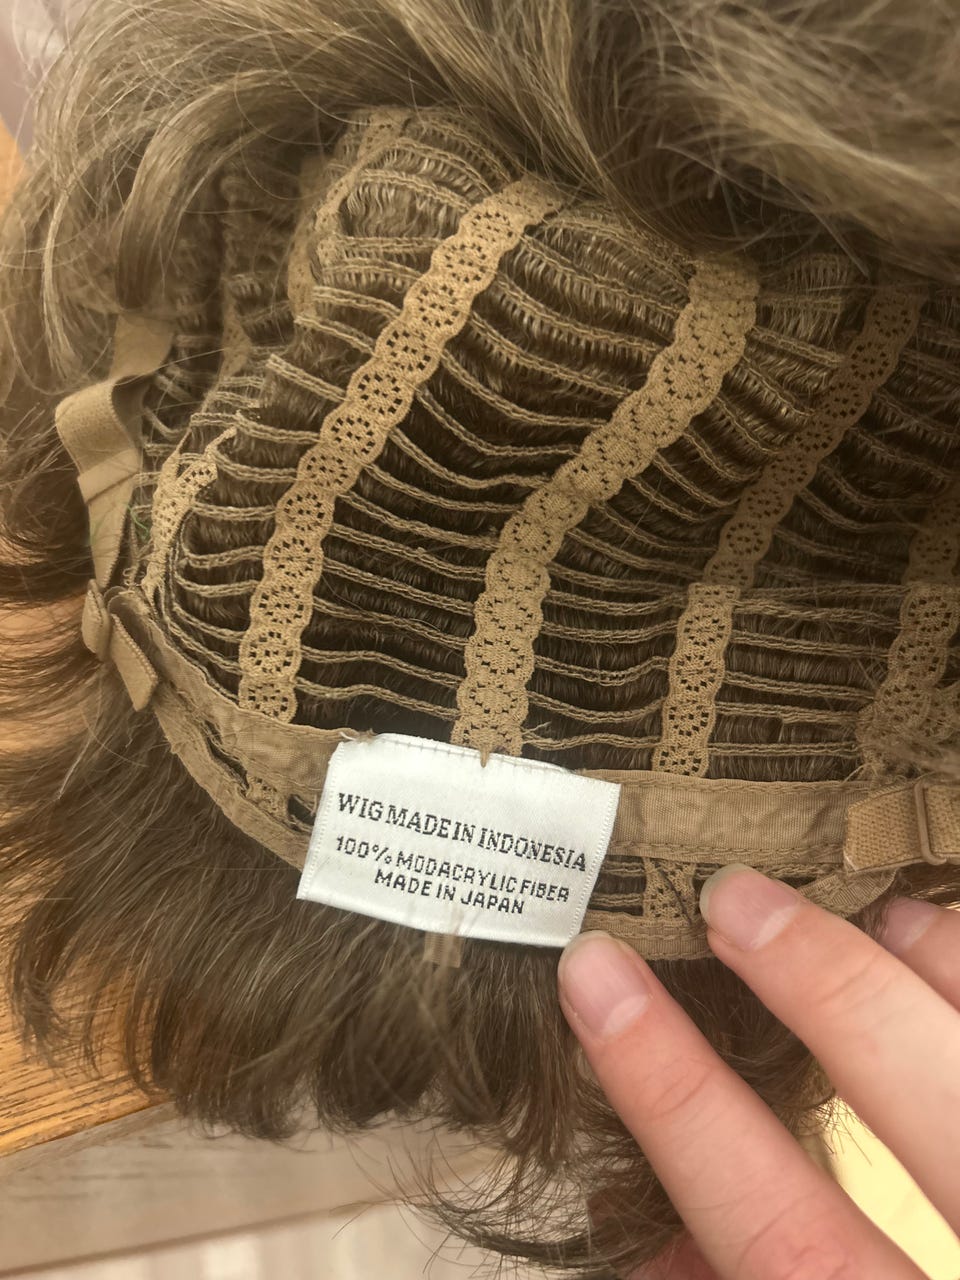 WIG MADE IN INDONESIA
100% MODACRYLIC FIBER
MADE IN JAPAN